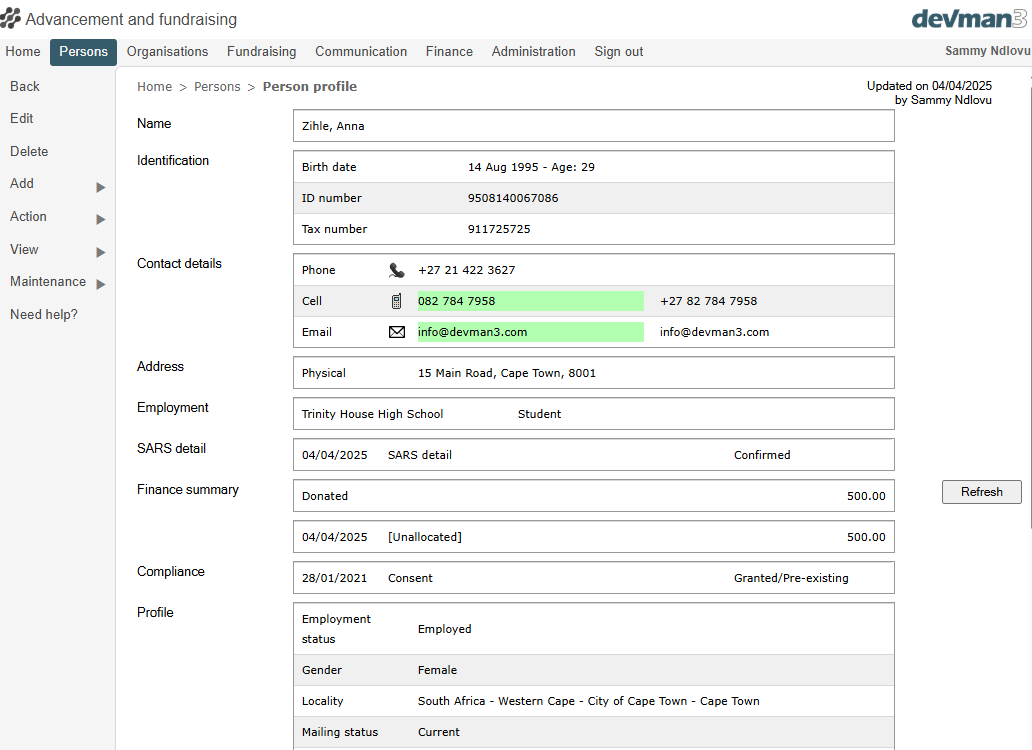 Advancement and fundraising
devman3
Home Persons Organisations Fundraising Communication Finance Administration Sign out Sammy Ndlovu
Back
Edit
Delete
Add
Action
View
Maintenance
Need help?
Home > Persons > Person profile
Updated on 04/04/2025
by Sammy Ndlovu
Name
Zihle, Anna
Identification
Birth date 14 Aug 1995 - Age: 29
ID number 9508140067086
Tax number 911725725
Contact details
Phone +27 21 422 3627
Cell 082 784 7958 +27 82 784 7958
Email info@devman3.com info@devman3.com
Address
Physical 15 Main Road, Cape Town, 8001
Employment
Trinity House High School Student
SARS detail
04/04/2025 SARS detail Confirmed
Finance summary
Donated 500.00
Refresh
04/04/2025 [Unallocated] 500.00
Compliance
28/01/2021 Consent Granted/Pre-existing
Profile
Employment
status
Employed
Gender Female
Locality South Africa - Western Cape - City of Cape Town - Cape Town
Mailing status Current